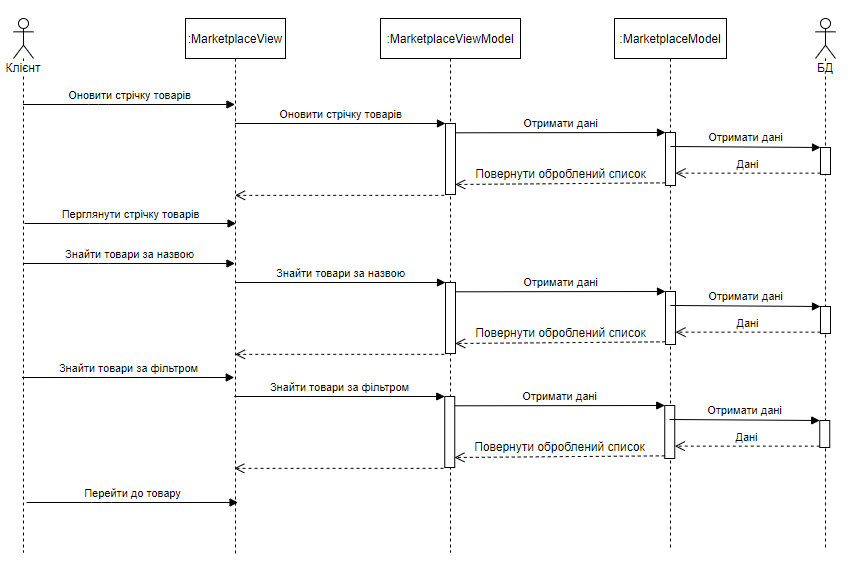 :MarketplaceView
:MarketplaceViewModel
:MarketplaceModel
Клієнт
БД
Оновити стрічку товарів
Оновити стрічку товарів
Отримати дані
Отримати дані
Дані
Повернути оброблений список
Перглянути стрічку товарів
Знайти товари за назвою
Знайти товари за назвою
Отримати дані
Отримати дані
Дані
Повернути оброблений список
Знайти товари за фільтром
Знайти товари за фільтром
Отримати дані
Отримати дані
Дані
Повернути оброблений список
Перейти до товару